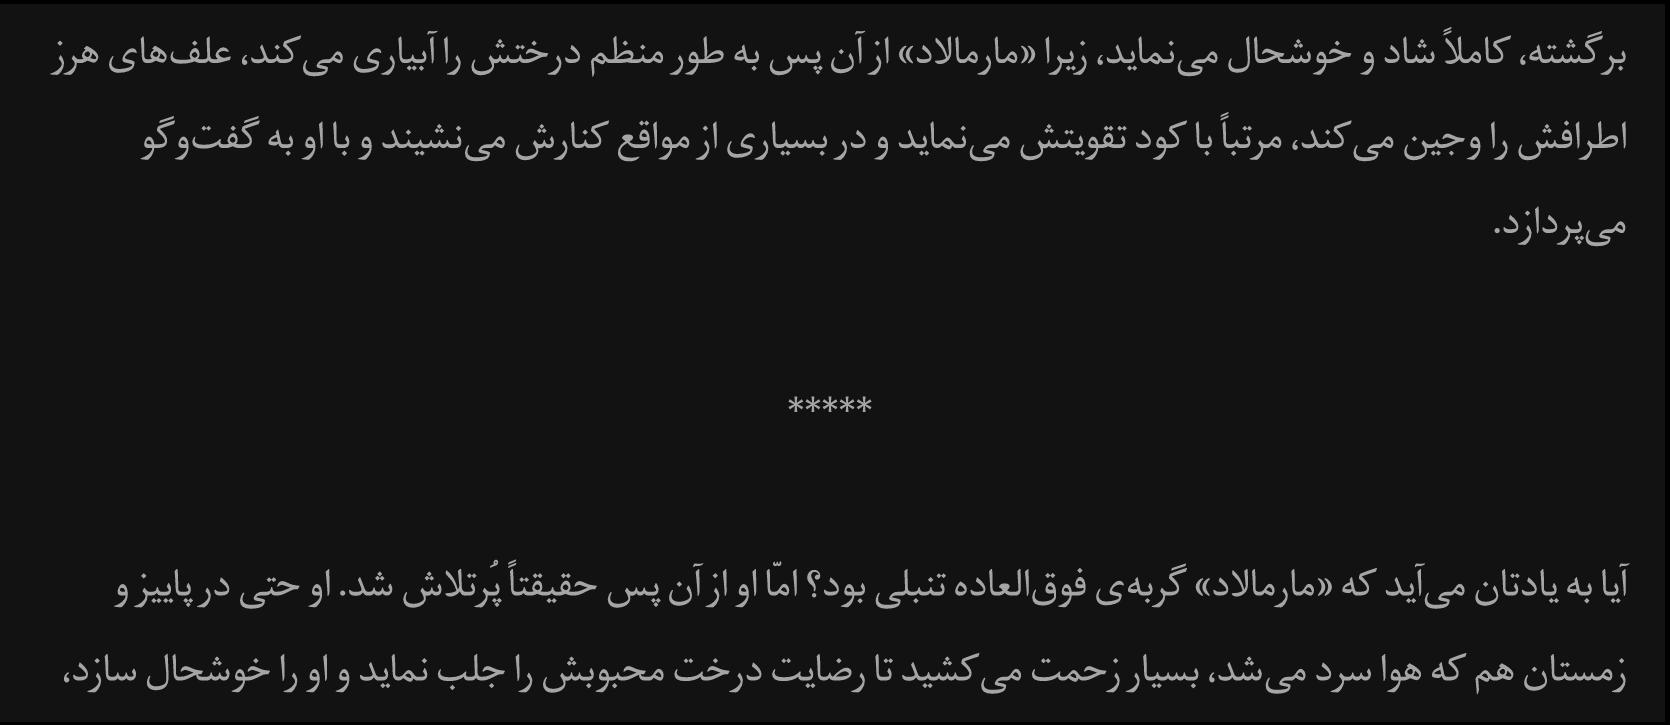 برگشته، کاملاً شاد و خوشحال می‌نماید، زیرا «مارمالاد» از آن پس به طور منظم درختش را آبیاری می‌کند، علف‌های هرز
اطرافش را وجین می‌کند، مرتباً با کود تقویتش می‌نماید و در بسیاری از مواقع کنارش می‌نشیند و با او به گفت‌وگو
می‌پردازد.
*****
آیا به یادتان می‌آید که «مارمالاد» گربه‌ی فوق‌العاده تنبلی بود؟ امّا او از آن پس حقیقتاً پُرتلاش شد. او حتی در پاییز و
زمستان هم که هوا سرد می‌شد، بسیار زحمت می‌کشید تا رضایت درخت محبوبش را جلب نماید و او را خوشحال سازد،